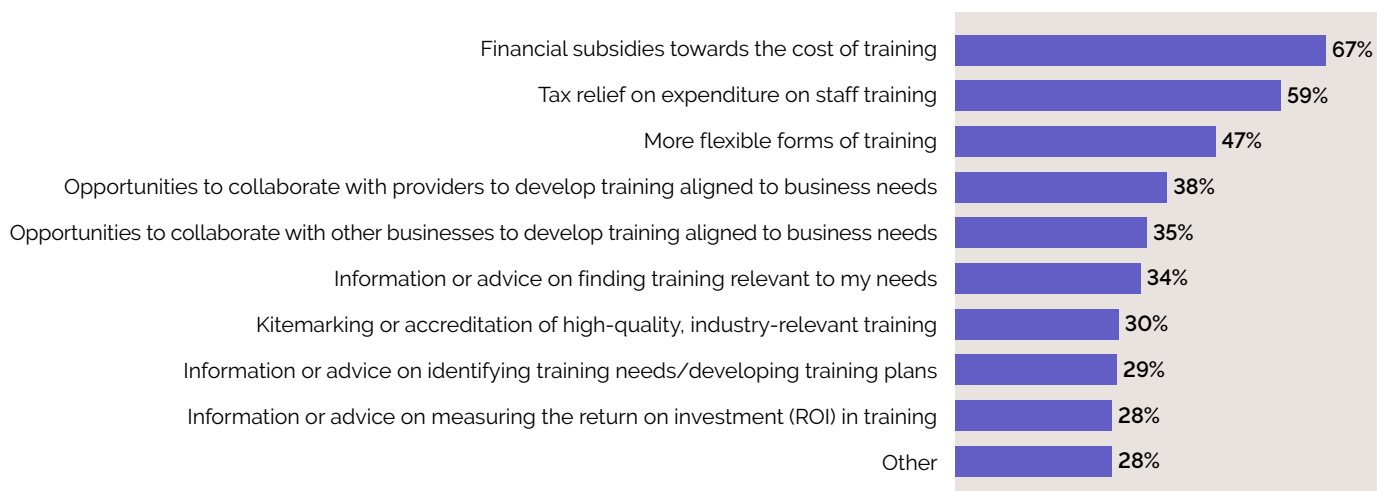 Financial subsidies towards the cost of training 67%
Tax relief on expenditure on staff training 59%
More flexible forms of training 47%
Opportunities to collaborate with providers to develop training aligned to business needs 38%
Opportunities to collaborate with other businesses to develop training aligned to business needs 35%
Information or advice on finding training relevant to my needs 34%
Kitemarking or accreditation of high-quality, industry-relevant training 30%
Information or advice on identifying training needs/developing training plans 29%
Information or advice on measuring the return on investment (ROI) in training 28%
Other 28%